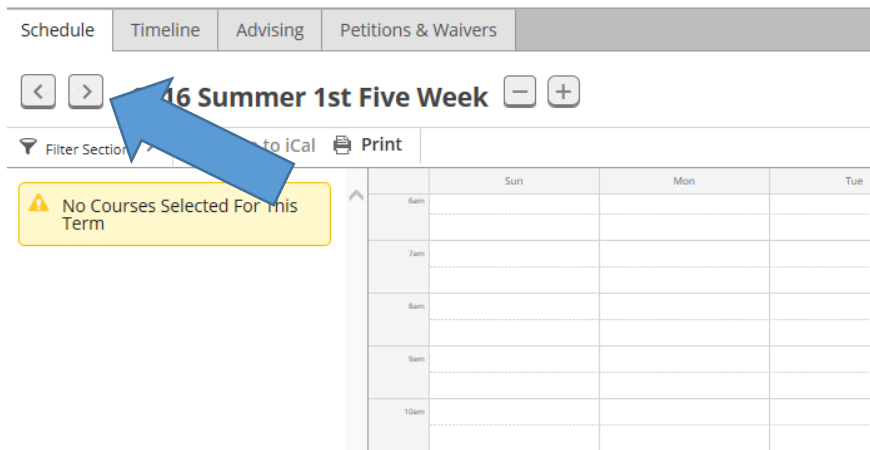 Schedule Timeline Advising Petitions & Waivers
16 Summer 1st Five Week
Filter to iCal Print
No Courses Selected For This
Term
Sun Mon Tue
6am
7am
8am
9am
10am